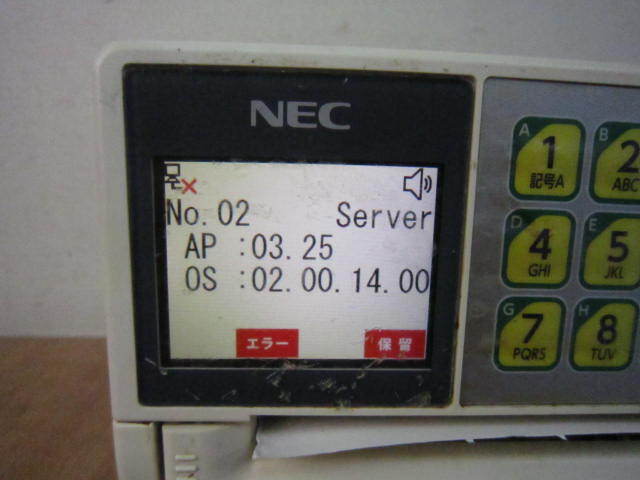 NEC
No.02 Server
AP :03.25
OS :02.00.14.00
エラー 保留
A 1 記号A
B 2 ABC
D 4 GHI
E 5 JKL
G 7 PQRS
H 8 TUV